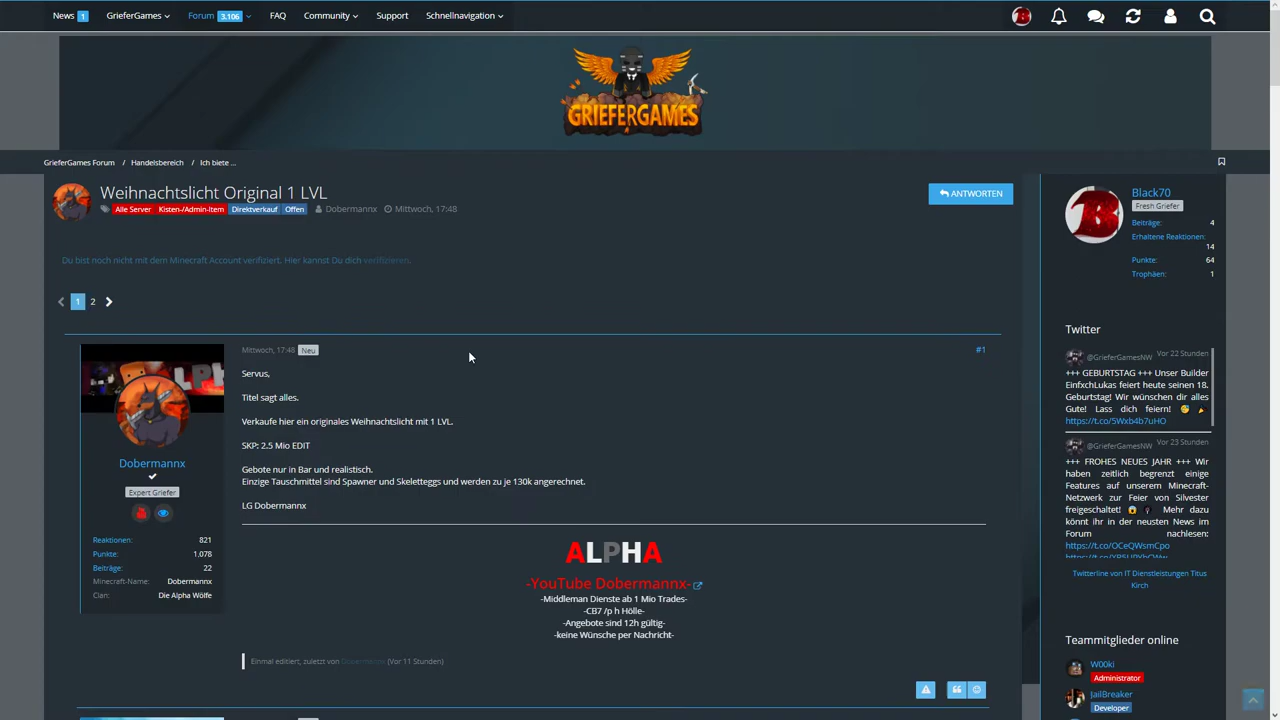 News 1 GrieferGames Forum 3.106 FAQ Community Support Schnellnavigation
GRIEFERGAMES
GrieferGames Forum / Handelsbereich / Ich biete ...
Weihnachtslicht Original 1 LVL
Alle Server Kisten-/Admin-Item Direktverkauf Offen Dobermannx Mittwoch, 17:48
ANTWORTEN
Du bist noch nicht mit dem Minecraft Account verifiziert. Hier kannst Du dich verifizieren.
1 2
Mittwoch, 17:48 Neu
#1
Servus,
Titel sagt alles.
Verkaufe hier ein originales Weihnachtslicht mit 1 LVL.
SKP: 2.5 Mio EDIT
Gebote nur in Bar und realistisch.
Einzige Tauschmittel sind Spawner und Skeletteggs und werden zu je 130k angerechnet.
LG Dobermannx
Dobermannx
Expert Griefer
Reaktionen: 821
Punkte: 1.078
Beiträge: 22
Minecraft-Name: Dobermannx
Clan: Die Alpha Wölfe
ALPHA
-YouTube Dobermannx-
-Middleman Dienste ab 1 Mio Trades-
-CB7 /p h Hölle-
-Angebote sind 12h gültig-
-keine Wünsche per Nachricht-
Einmal editiert, zuletzt von Dobermannx (Vor 11 Stunden)
Black70
Fresh Griefer
Beiträge: 4
Erhaltene Reaktionen:
14
Punkte: 64
Trophäen: 1
Twitter
@GrieferGamesNW Vor 22 Stunden
+++ GEBURTSTAG +++ Unser Builder
EinfxchLukas feiert heute seinen 18.
Geburtstag! Wir wünschen dir alles
Gute! Lass dich feiern!
https://t.co/5Wxb4b7uHO
@GrieferGamesNW Vor 23 Stunden
+++ FROHES NEUES JAHR +++ Wir
haben zeitlich begrenzt einige
Features auf unserem Minecraft-
Netzwerk zur Feier von Silvester
freigeschaltet! Mehr dazu
könnt ihr in der neusten News im
Forum nachlesen:
https://t.co/OCeQWsmCpo
Twitterline von IT Dienstleistungen Titus
Kirch
Teammitglieder online
W00ki
Administrator
JailBreaker
Developer